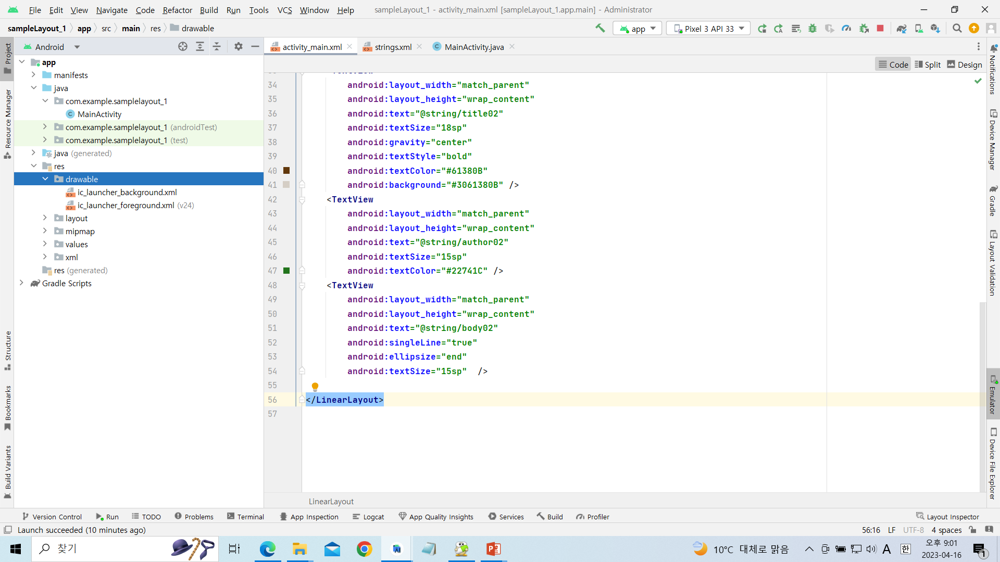 File Edit View Navigate Code Refactor Build Run Tools VCS Window Help sampleLayout_1 - activity_main.xml [sampleLayout_1.app.main] - Administrator
sampleLayout_1 app src main res drawable app Pixel 3 API 33
Project
Resource Manager
Structure
Bookmarks
Build Variants
Android
app
manifests
java
com.example.samplelayout_1
MainActivity
com.example.samplelayout_1 (androidTest)
com.example.samplelayout_1 (test)
java (generated)
res
drawable
ic_launcher_background.xml
ic_launcher_foreground.xml (v24)
layout
mipmap
values
xml
res (generated)
Gradle Scripts
activity_main.xml strings.xml MainActivity.java
Code Split Design
34 android:layout_width="match_parent"
35 android:layout_height="wrap_content"
36 android:text="@string/title02"
37 android:textSize="18sp"
38 android:gravity="center"
39 android:textStyle="bold"
40 android:textColor="#61380B"
41 android:background="#3061380B" />
42 <TextView
43 android:layout_width="match_parent"
44 android:layout_height="wrap_content"
45 android:text="@string/author02"
46 android:textSize="15sp"
47 android:textColor="#22741C" />
48 <TextView
49 android:layout_width="match_parent"
50 android:layout_height="wrap_content"
51 android:text="@string/body02"
52 android:singleLine="true"
53 android:ellipsize="end"
54 android:textSize="15sp"  />
55
56 </LinearLayout>
57
LinearLayout
Notifications
Device Manager
Gradle
Layout Validation
Emulator
Device File Explorer
Version Control Run TODO Problems Terminal App Inspection Logcat App Quality Insights Services Build Profiler Layout Inspector
Launch succeeded (10 minutes ago) 56:16 LF UTF-8 4 spaces
찾기 10°C 대체로 맑음 A 한 오후 9:01
2023-04-16 1